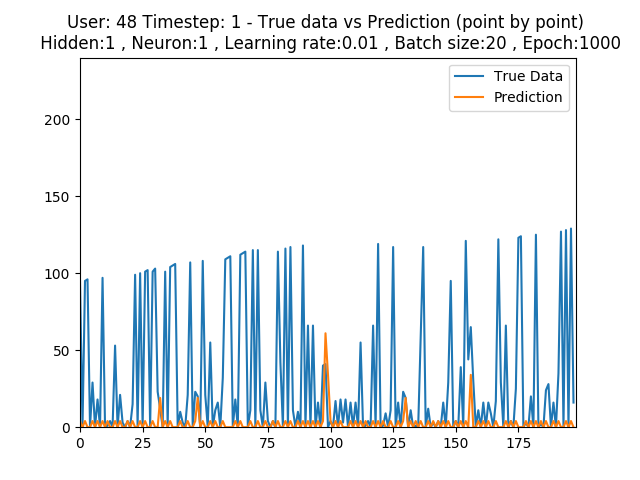 User: 48 Timestep: 1 - True data vs Prediction (point by point)
Hidden:1 , Neuron:1 , Learning rate:0.01 , Batch size:20 , Epoch:1000
True Data
Prediction
200
150
100
50
0
0 25 50 75 100 125 150 175